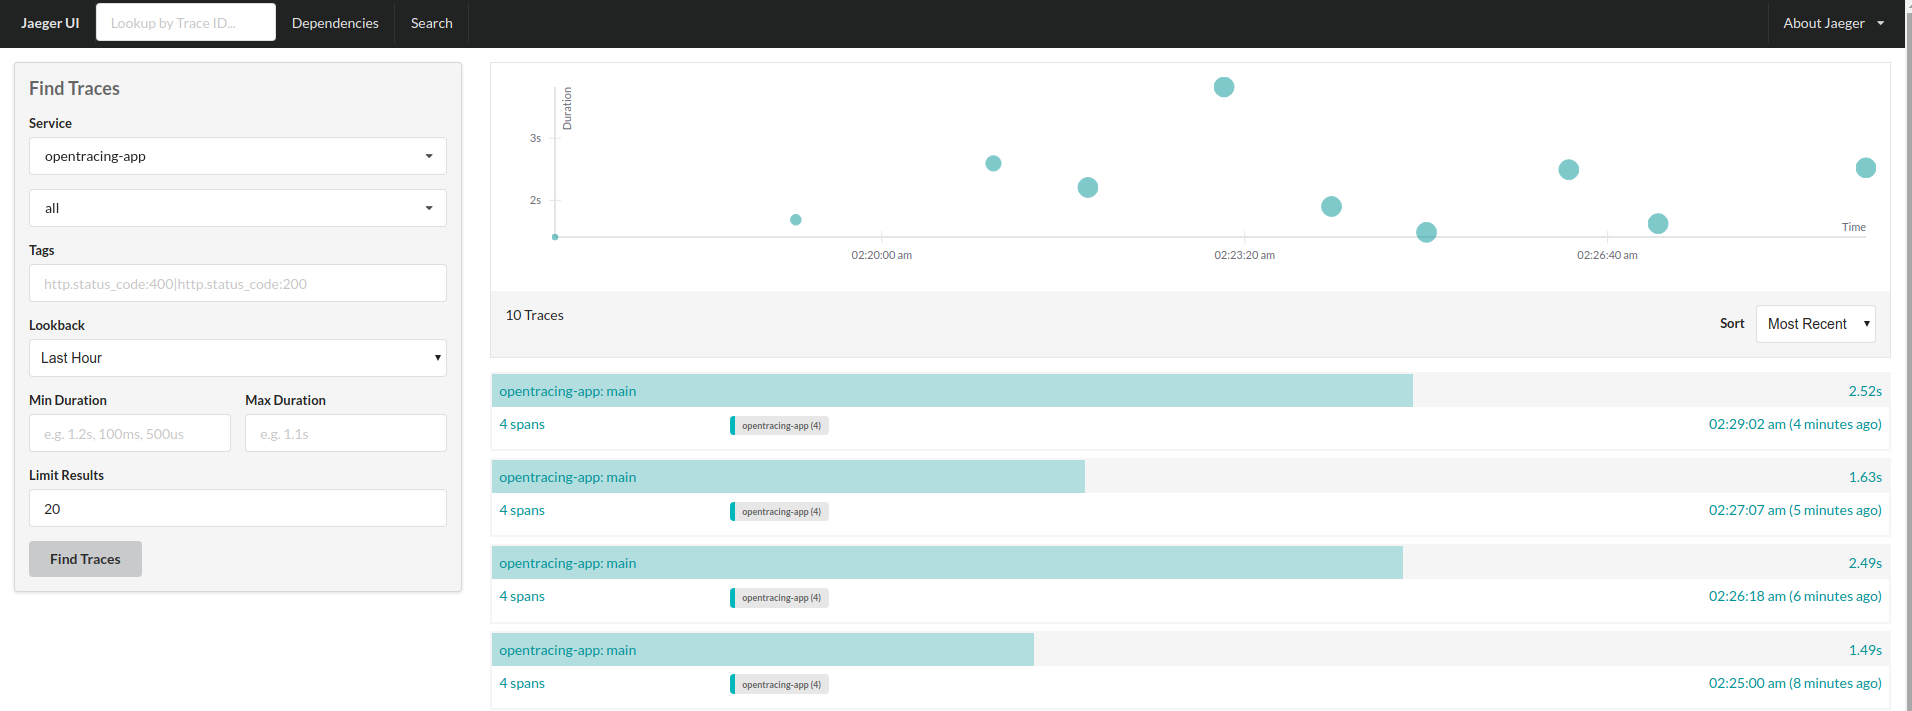 Jaeger UI Lookup by Trace ID... Dependencies Search About Jaeger
Find Traces
Service
opentracing-app
all
Tags
http.status_code:400|http.status_code:200
Lookback
Last Hour
Min Duration Max Duration
e.g. 1.2s, 100ms, 500us e.g. 1.1s
Limit Results
20
Find Traces
Duration
3s
2s
Time
02:20:00 am 02:23:20 am 02:26:40 am
10 Traces Sort Most Recent
opentracing-app: main 2.52s
4 spans opentracing-app (4) 02:29:02 am (4 minutes ago)
opentracing-app: main 1.63s
4 spans opentracing-app (4) 02:27:07 am (5 minutes ago)
opentracing-app: main 2.49s
4 spans opentracing-app (4) 02:26:18 am (6 minutes ago)
opentracing-app: main 1.49s
4 spans opentracing-app (4) 02:25:00 am (8 minutes ago)